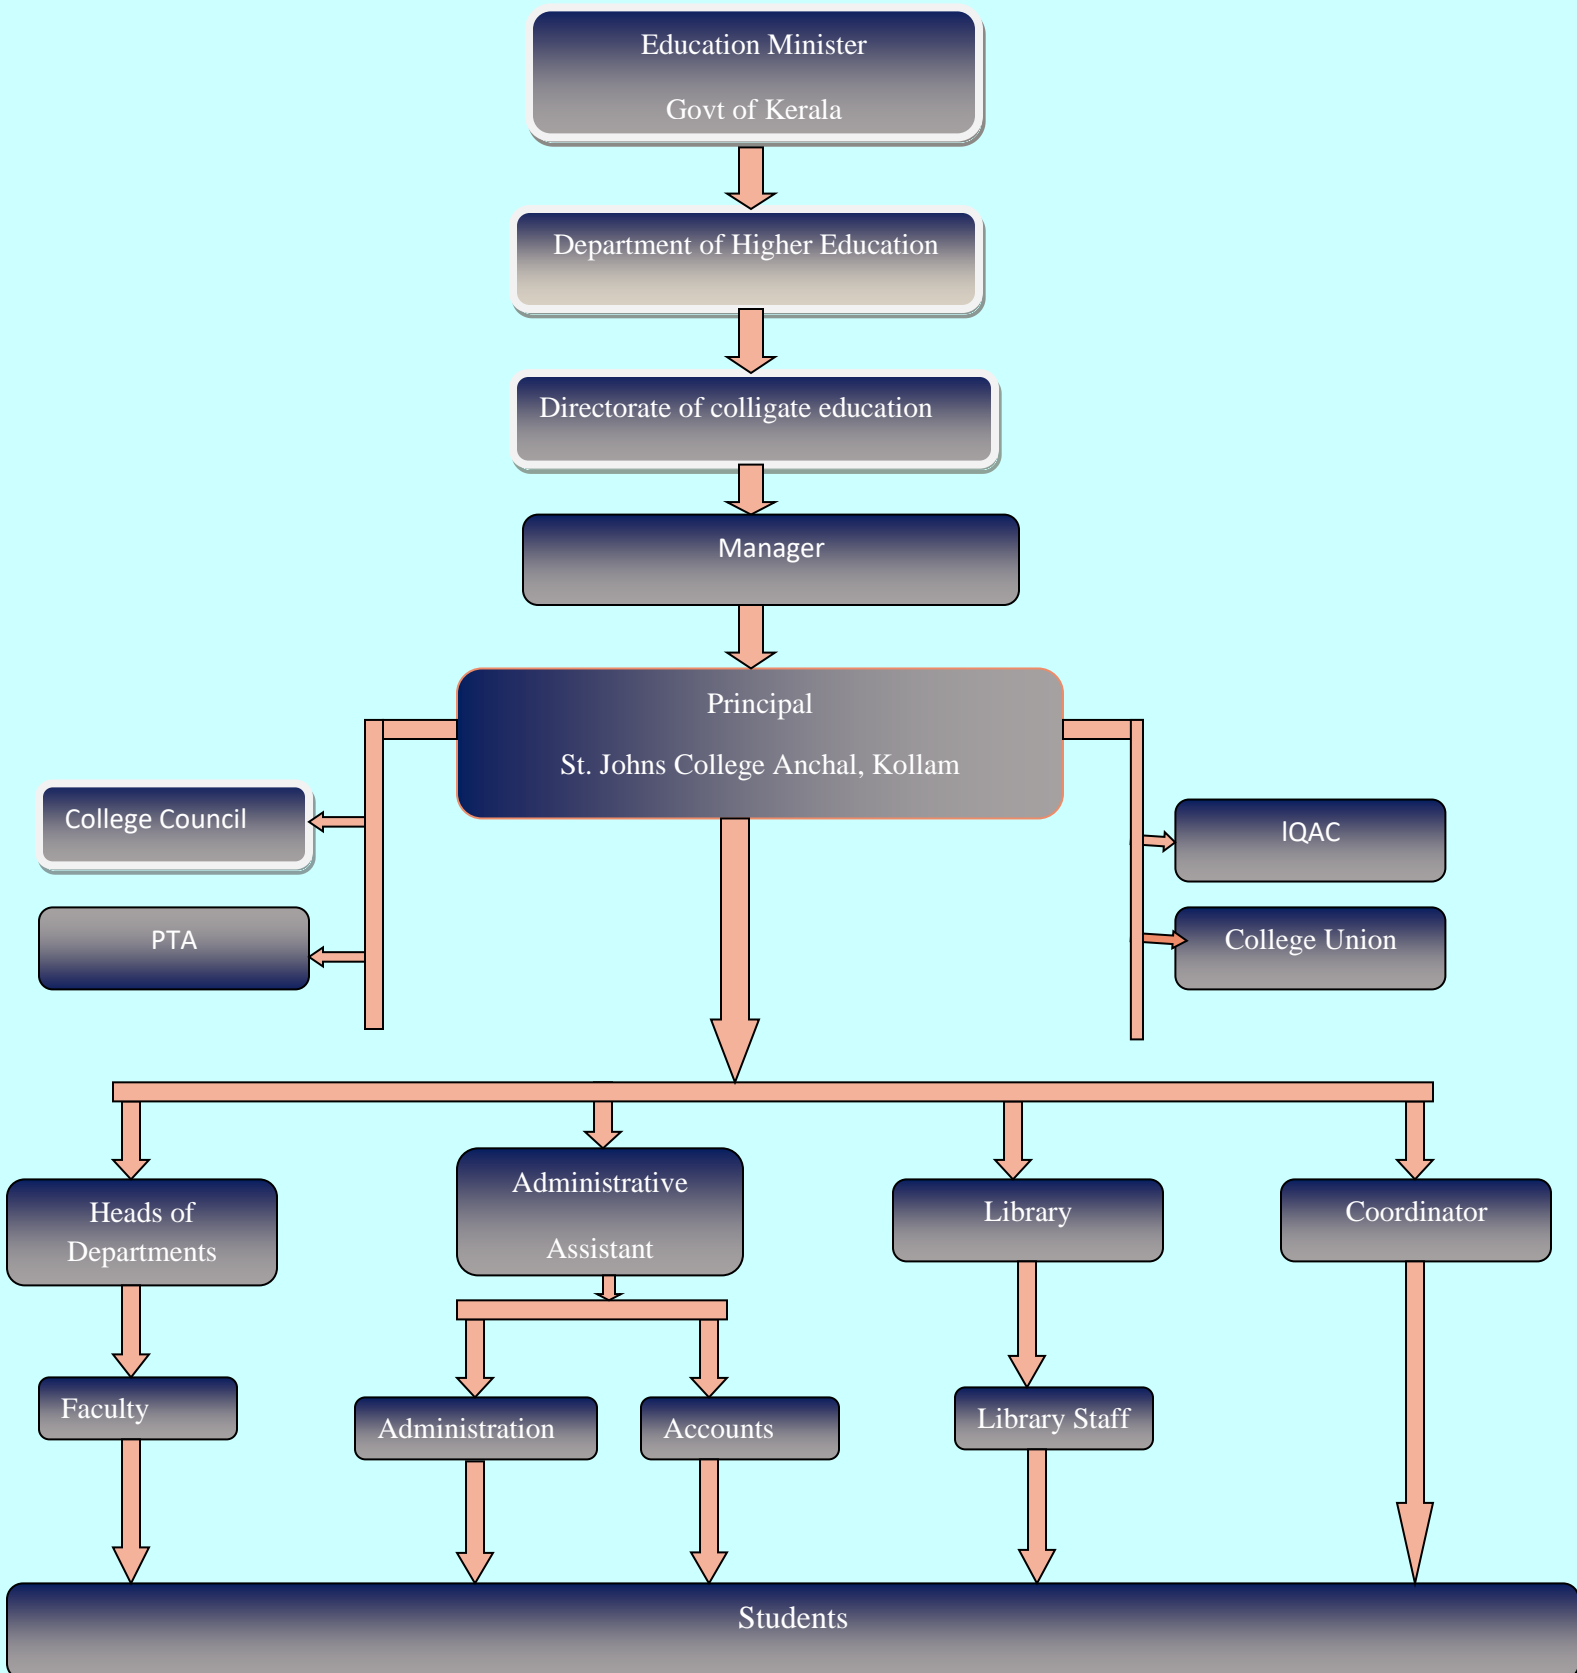 Education Minister
Govt of Kerala
Department of Higher Education
Directorate of colligate education
Manager
Principal
St. Johns College Anchal, Kollam
College Council
IQAC
PTA
College Union
Heads of
Departments
Administrative
Assistant
Library
Coordinator
Faculty
Administration
Accounts
Library Staff
Students